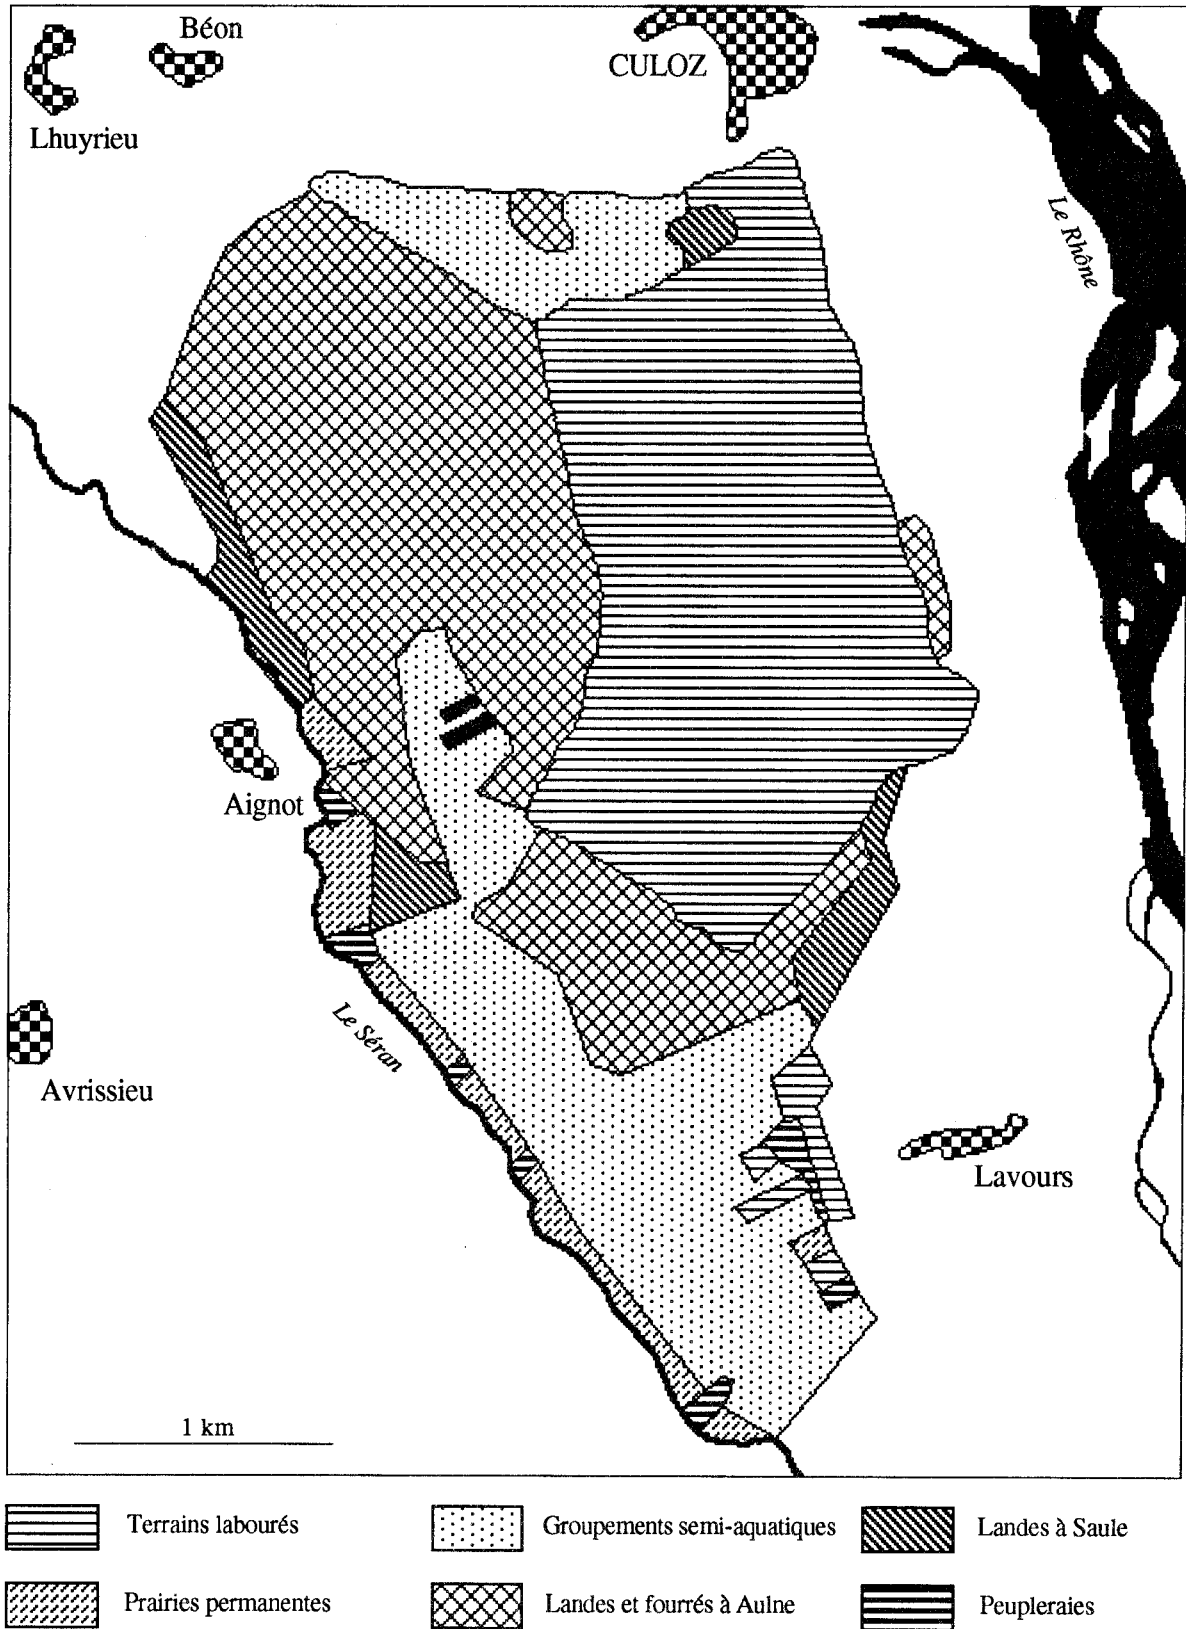 Béon
CULOZ
Lhuyrieu
Le Rhône
Aignot
Le Séran
Avrissieu
Lavours
1 km
Terrains labourés
Groupements semi-aquatiques
Landes à Saule
Prairies permanentes
Landes et fourrés à Aulne
Peupleraies